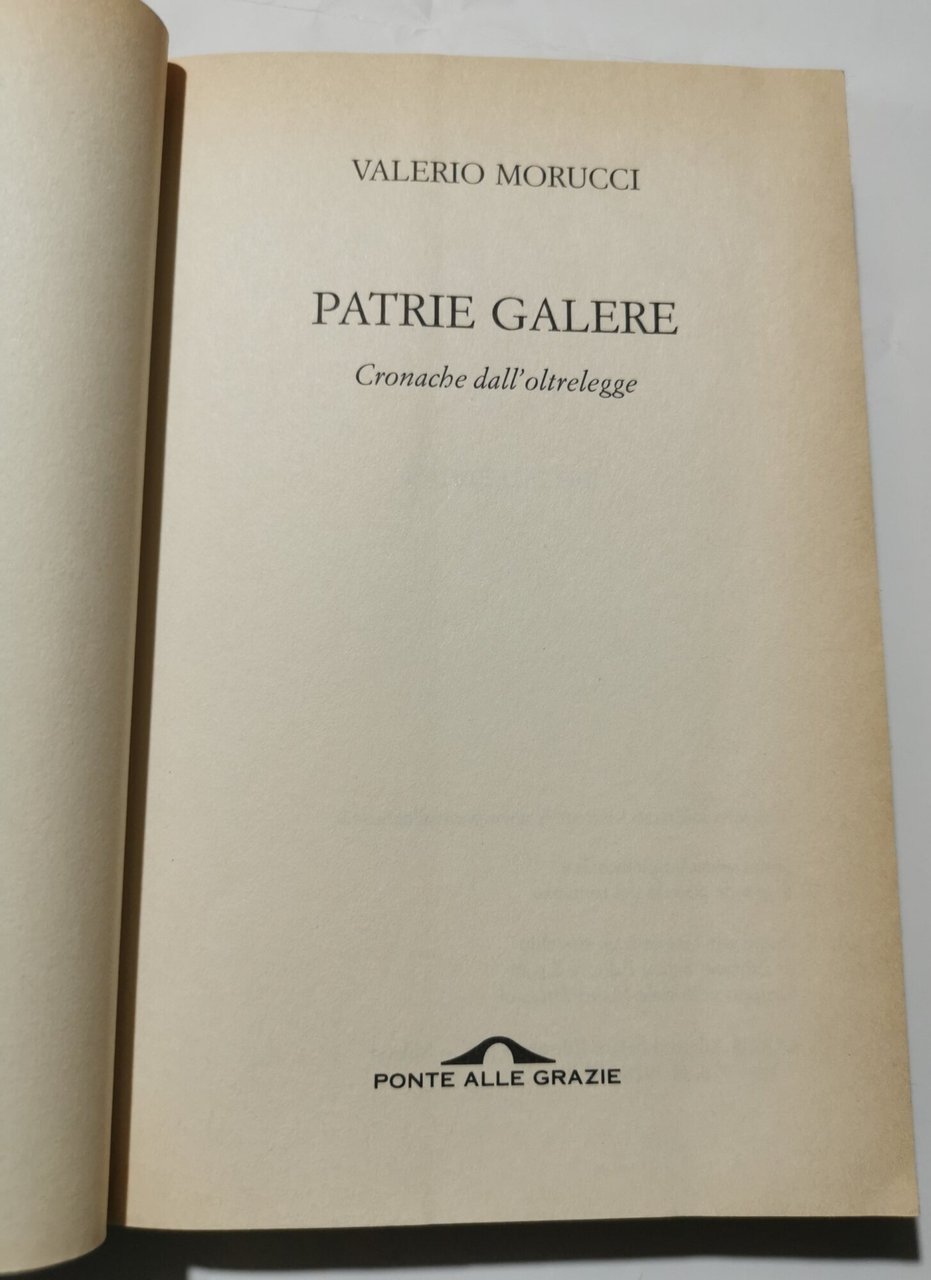 VALERIO MORUCCI
PATRIE GALERE
Cronache dall'oltrelegge
PONTE ALLE GRAZIE